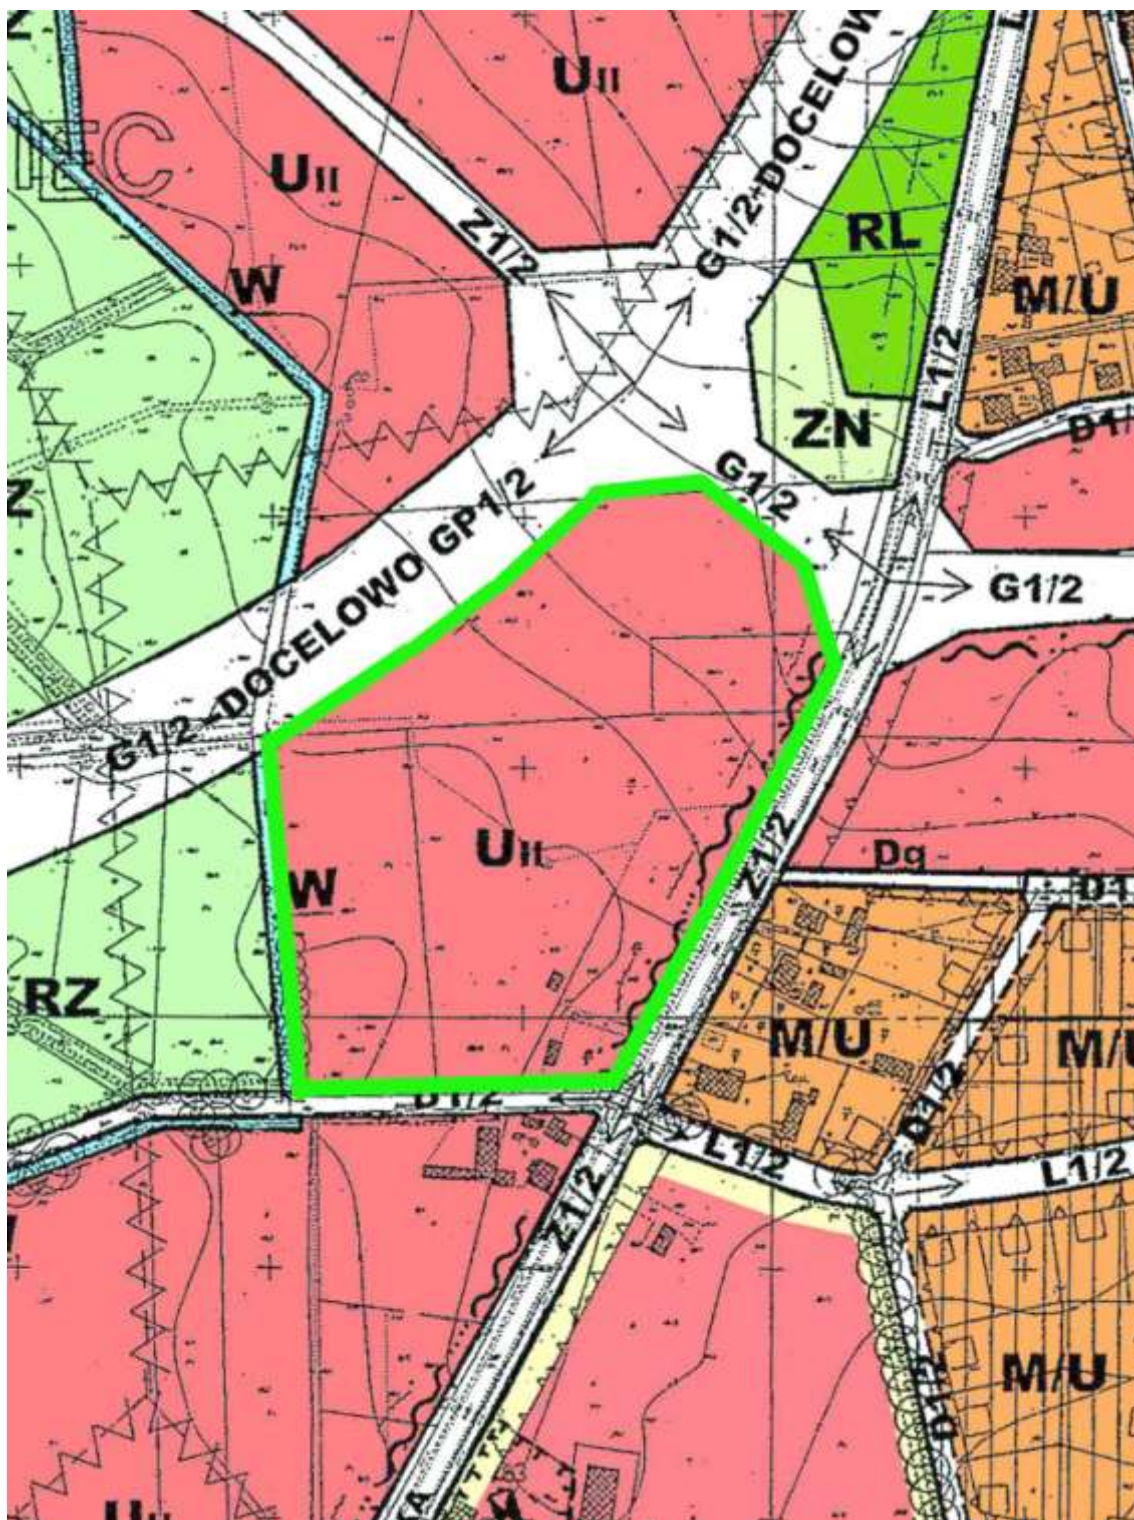 UII
G1/2-DOCELOW
UII
Z1/2
RL
W
M/U
L1/2
ZN
D1/
G1/2
G1/2-DOCELOWO GP1/2
G1/2
UII
Dg
Z1/2
W
D1
RZ
M/U
M/U
D1/2
D1/2
L1/2
L1/2
Z1/2
M/U
D1/2